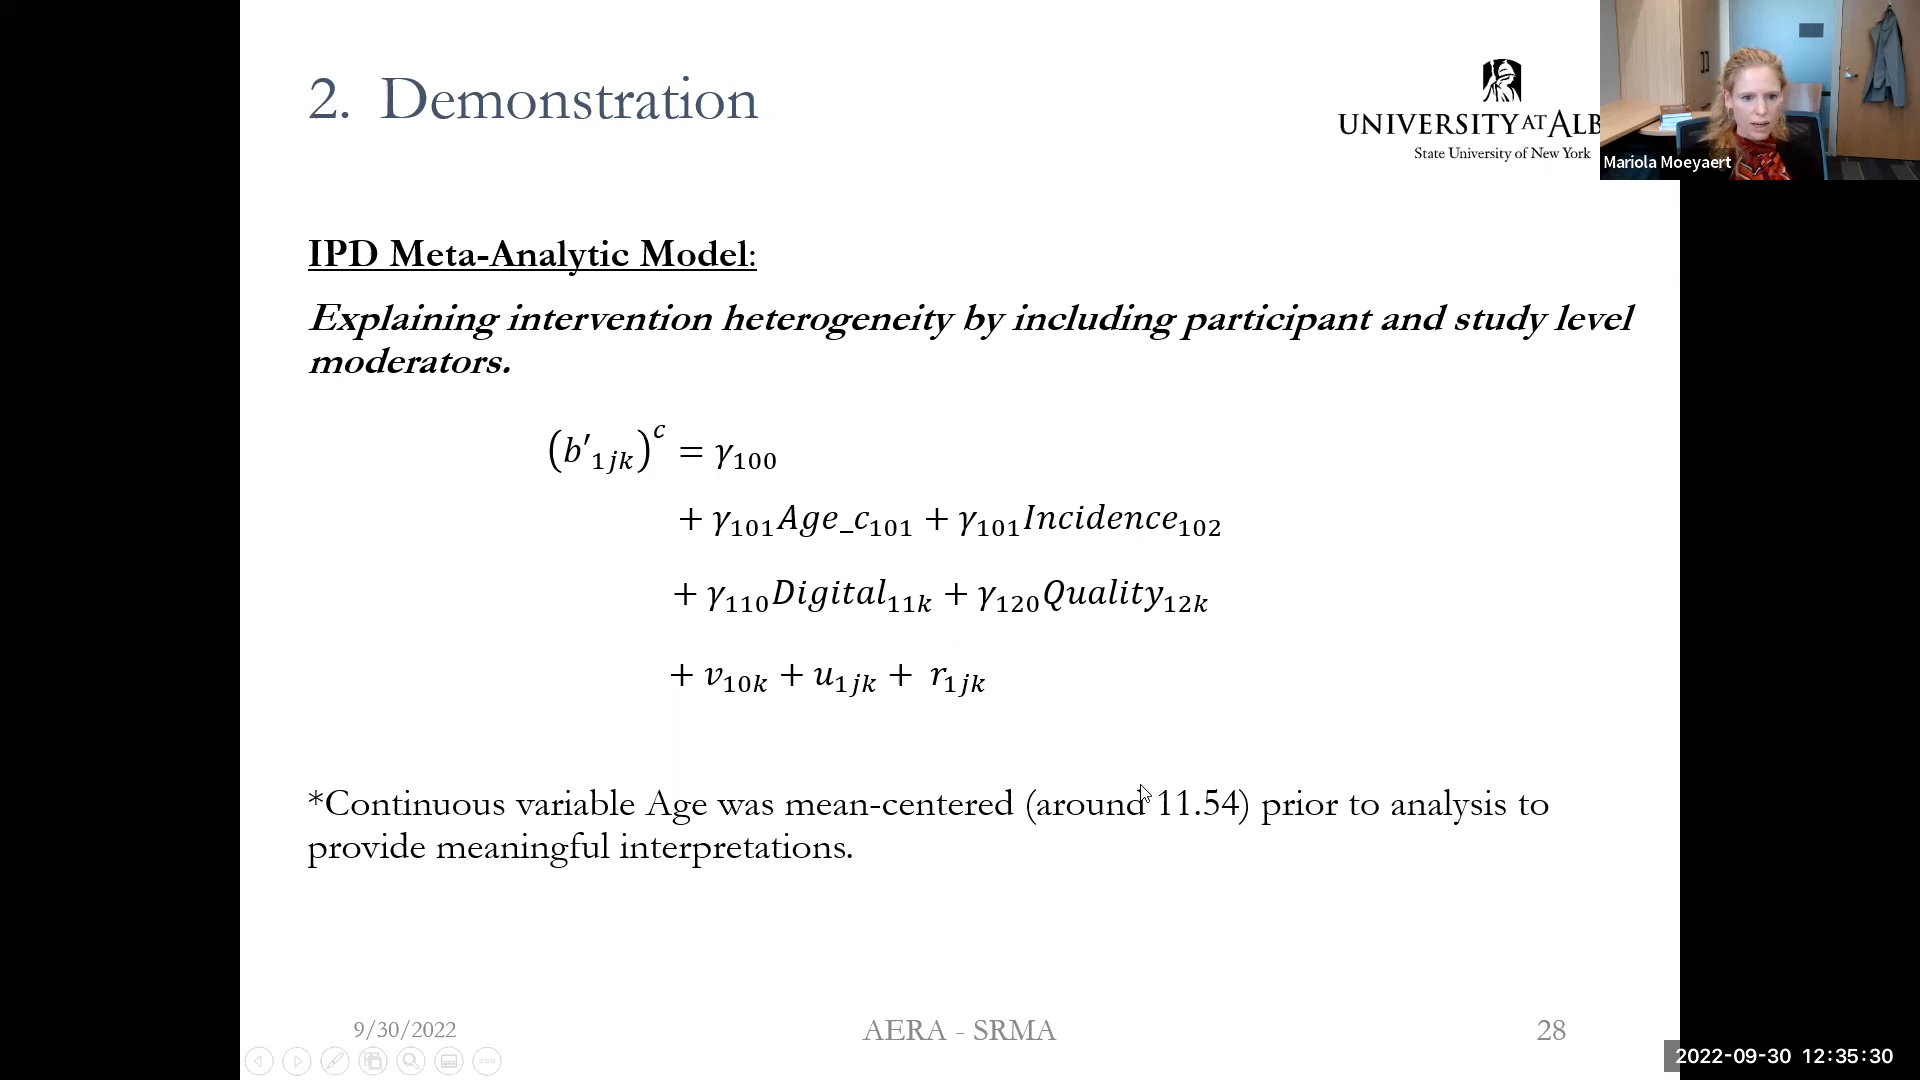 2. Demonstration
UNIVERSITY AT ALB
State University of New York
Mariola Moeyaert
IPD Meta-Analytic Model:
Explaining intervention heterogeneity by including participant and study level
moderators.
(b′₁jk)ᶜ = γ₁₀₀
+ γ₁₀₁Age_c₁₀₁ + γ₁₀₁Incidence₁₀₂
+ γ₁₁₀Digital₁₁k + γ₁₂₀Quality₁₂k
+ v₁₀k + u₁jk + r₁jk
*Continuous variable Age was mean-centered (around 11.54) prior to analysis to
provide meaningful interpretations.
9/30/2022
AERA - SRMA
28
2022-09-30 12:35:30